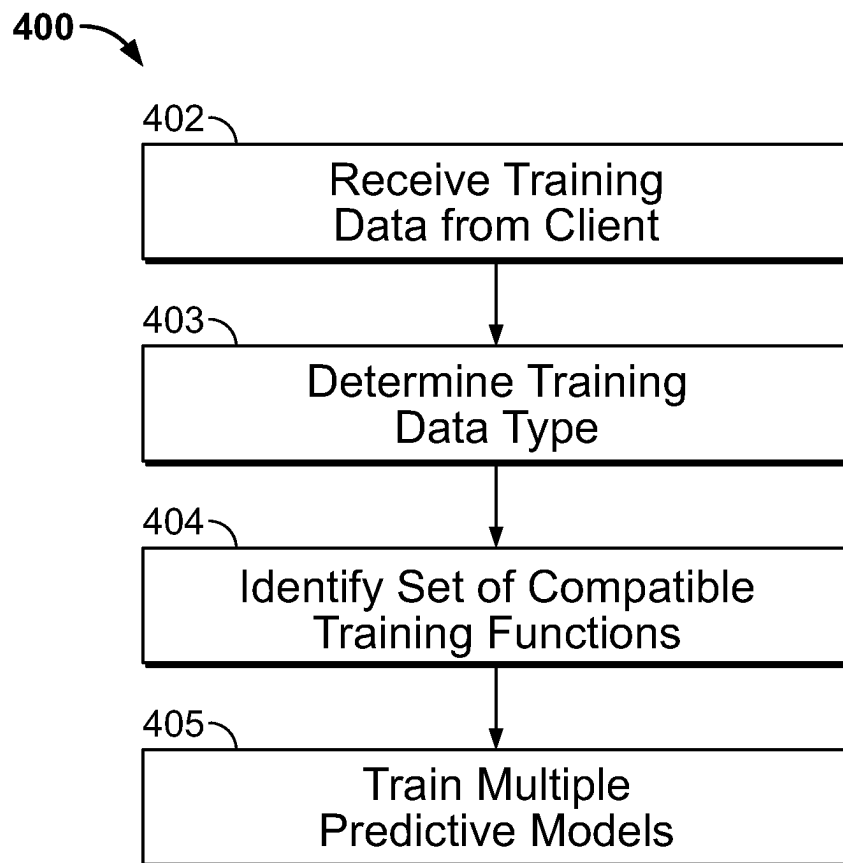 400
402
Receive Training
Data from Client
403
Determine Training
Data Type
404
Identify Set of Compatible
Training Functions
405
Train Multiple
Predictive Models